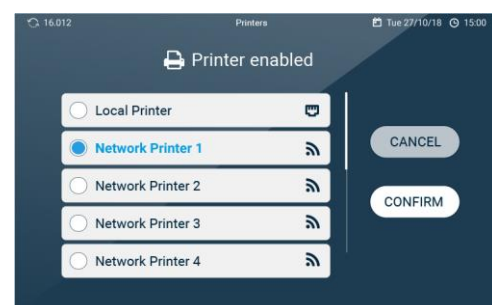 16.012 Printers Tue 27/10/18 15:00
Printer enabled
Local Printer
Network Printer 1
Network Printer 2
Network Printer 3
Network Printer 4
CANCEL
CONFIRM